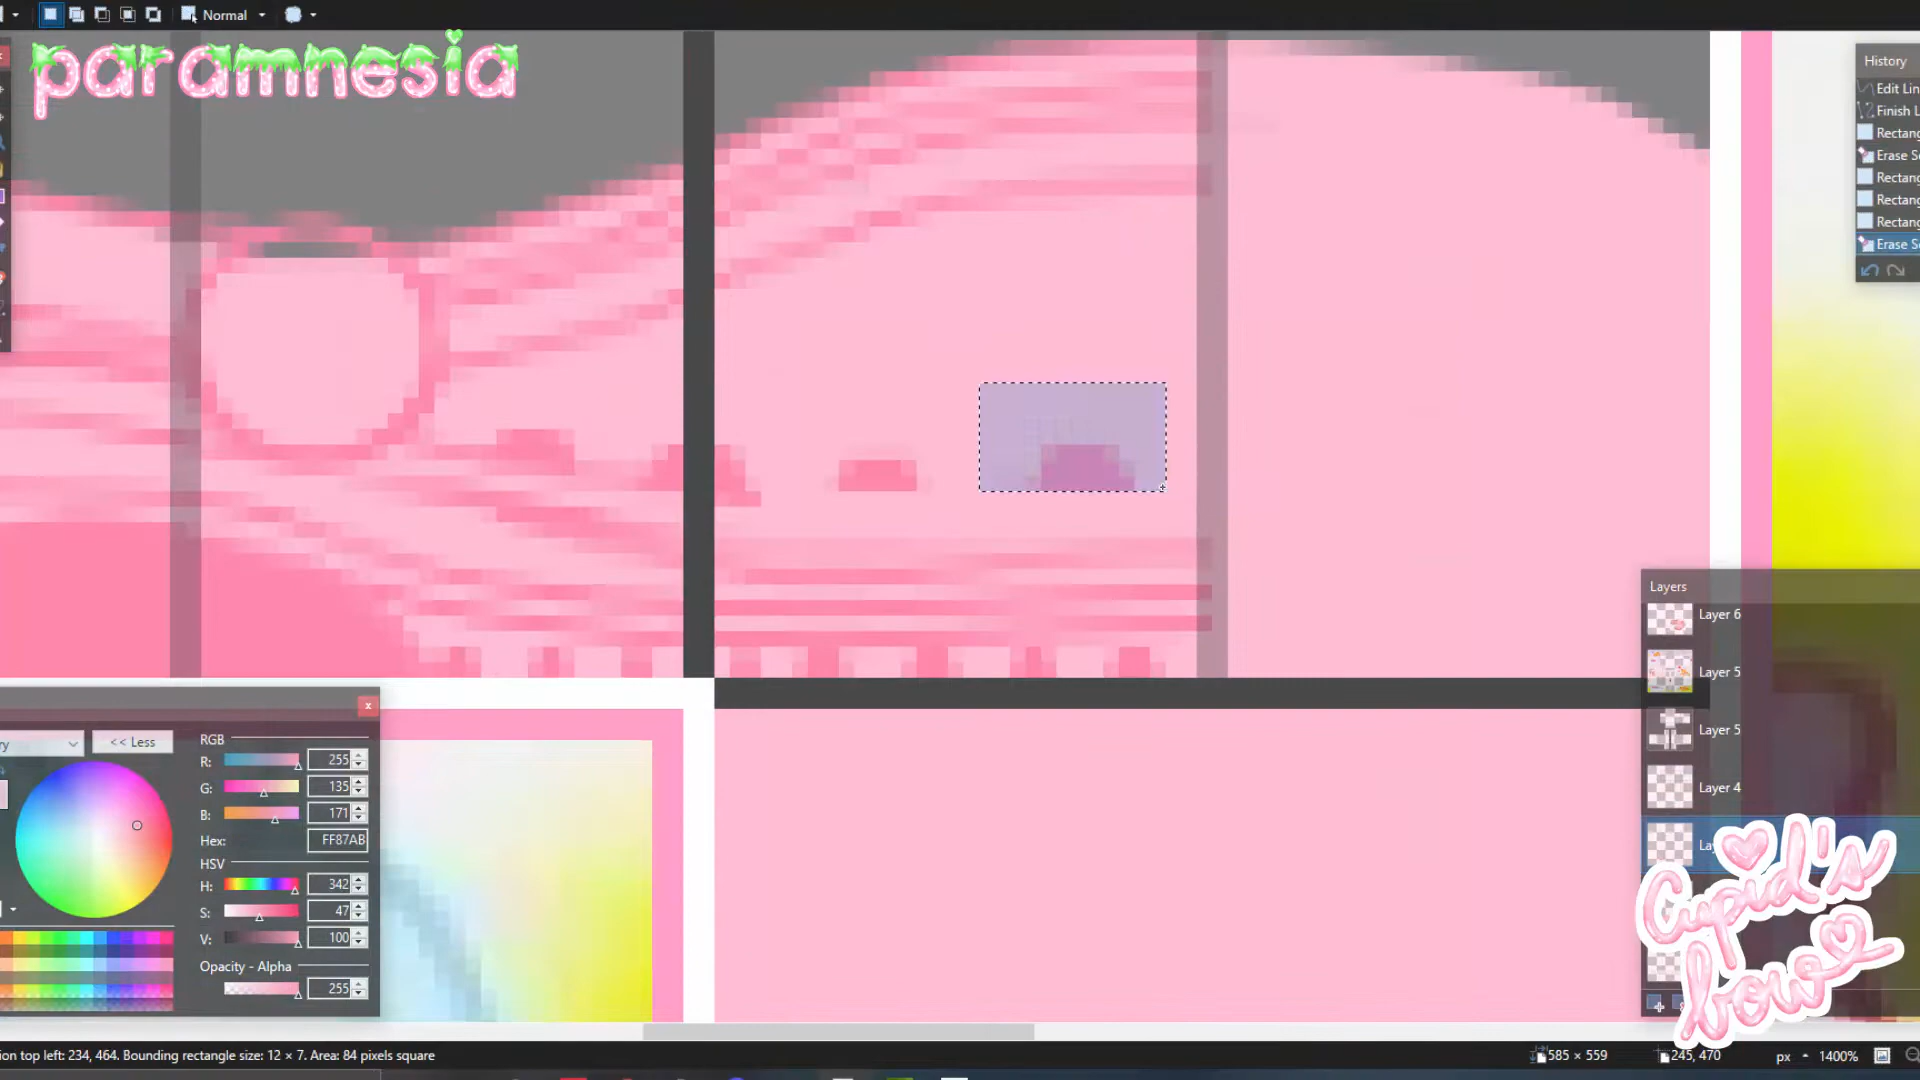 Normal
paramnesia
History
Edit Lin
Finish L
Rectang
Erase Se
Rectang
Rectang
Rectang
Erase Se
Layers
Layer 6
Layer 5
Layer 5
Layer 4
Cupid's
bow
<< Less
RGB
R: 255
G: 135
B: 171
Hex: FF87AB
HSV
H: 342
S: 47
V: 100
Opacity - Alpha
255
ion top left: 234, 464. Bounding rectangle size: 12 × 7. Area: 84 pixels square
585 × 559
245, 470
px
1400%